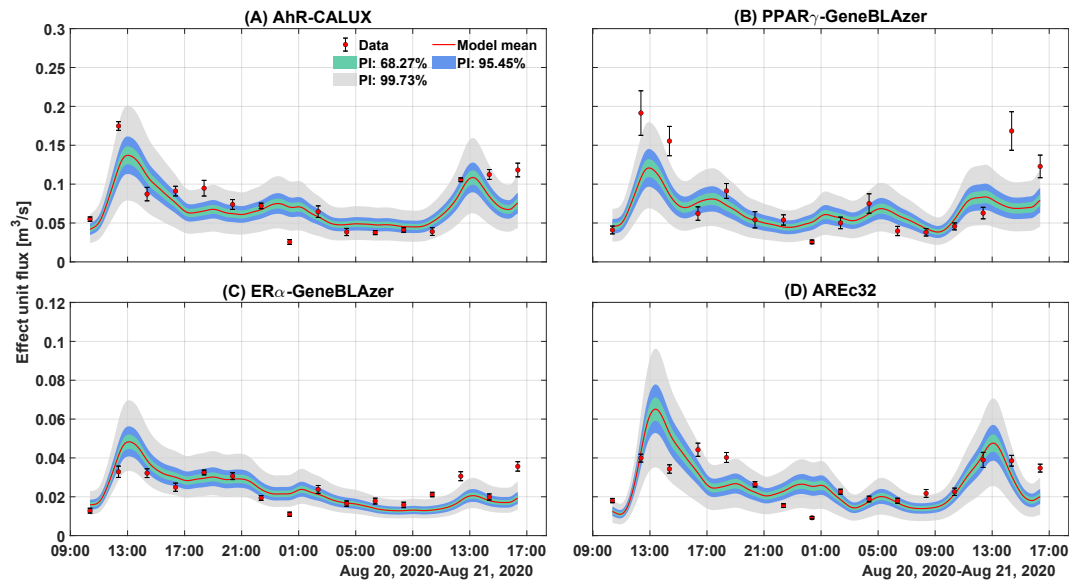 (A) AhR-CALUX
(B) PPARγ-GeneBLAzer
0.3
0.25
0.2
0.15
0.1
0.05
0
Data
Model mean
PI: 68.27%
PI: 95.45%
PI: 99.73%
Effect unit flux [m³/s]
(C) ERα-GeneBLAzer
(D) AREc32
0.12
0.1
0.08
0.06
0.04
0.02
0
09:00 13:00 17:00 21:00 01:00 05:00 09:00 13:00 17:00
09:00 13:00 17:00 21:00 01:00 05:00 09:00 13:00 17:00
Aug 20, 2020-Aug 21, 2020
Aug 20, 2020-Aug 21, 2020